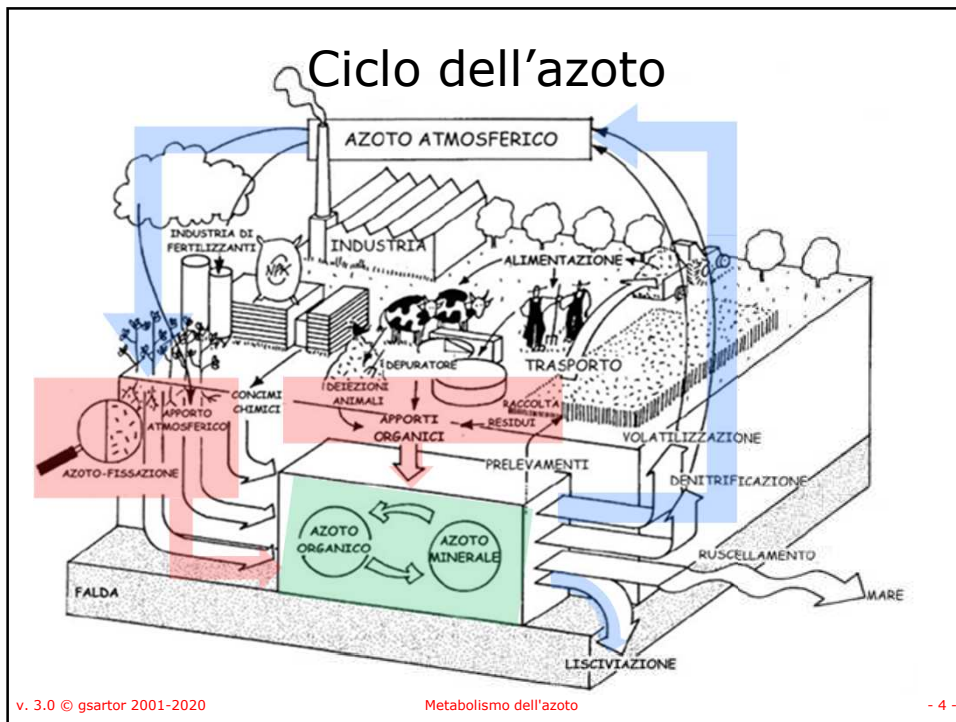 Ciclo dell’azoto
AZOTO ATMOSFERICO
INDUSTRIA DI
FERTILIZZANTI
INDUSTRIA
NPK
ALIMENTAZIONE
DEPURATORE
TRASPORTO
DEIEZIONI
ANIMALI
CONCIMI
CHIMICI
RACCOLTA
APPORTO
ATMOSFERICO
APPORTI
ORGANICI
RESIDUI
VOLATILIZZAZIONE
AZOTO-FISSAZIONE
PRELEVAMENTI
DENITRIFICAZIONE
AZOTO
ORGANICO
AZOTO
MINERALE
RUSCELLAMENTO
FALDA
MARE
LISCIVIAZIONE
v. 3.0 © gsartor 2001-2020
Metabolismo dell'azoto
- 4 -